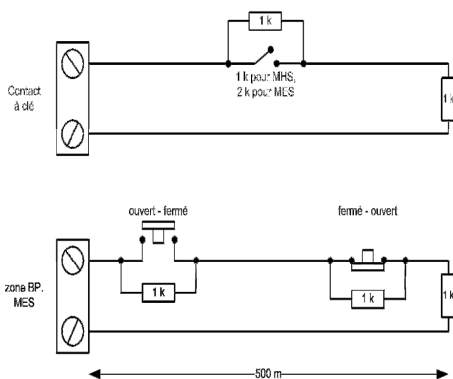 1 k
Contact
à clé
1 k pour MHS,
2 k pour MES
1 k
ouvert - fermé
fermé - ouvert
zone BP.
MES
1 k
1 k
1 k
500 m